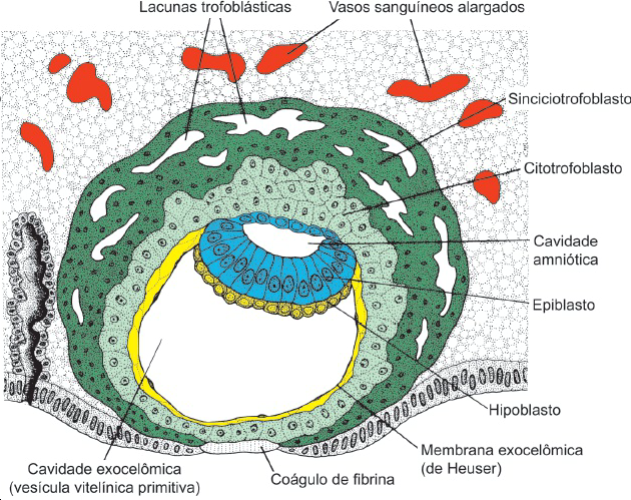 Lacunas trofoblásticas
Vasos sanguíneos alargados
Sinciciotrofoblasto
Citotrofoblasto
Cavidade
amniótica
Epiblasto
Hipoblasto
Membrana exocelômica
(de Heuser)
Coágulo de fibrina
Cavidade exocelômica
(vesícula vitelínica primitiva)